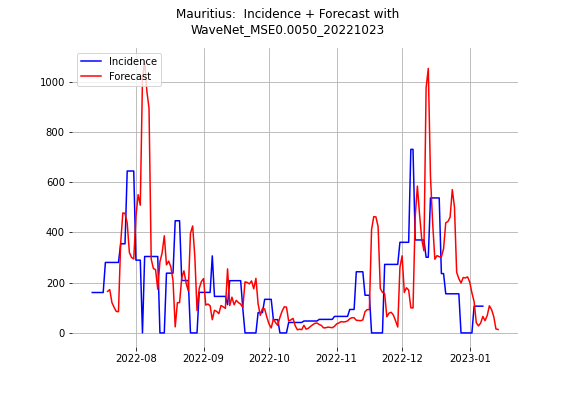 Mauritius:  Incidence + Forecast with
WaveNet_MSE0.0050_20221023
Incidence
Forecast
1000
800
600
400
200
0
2022-08 2022-09 2022-10 2022-11 2022-12 2023-01